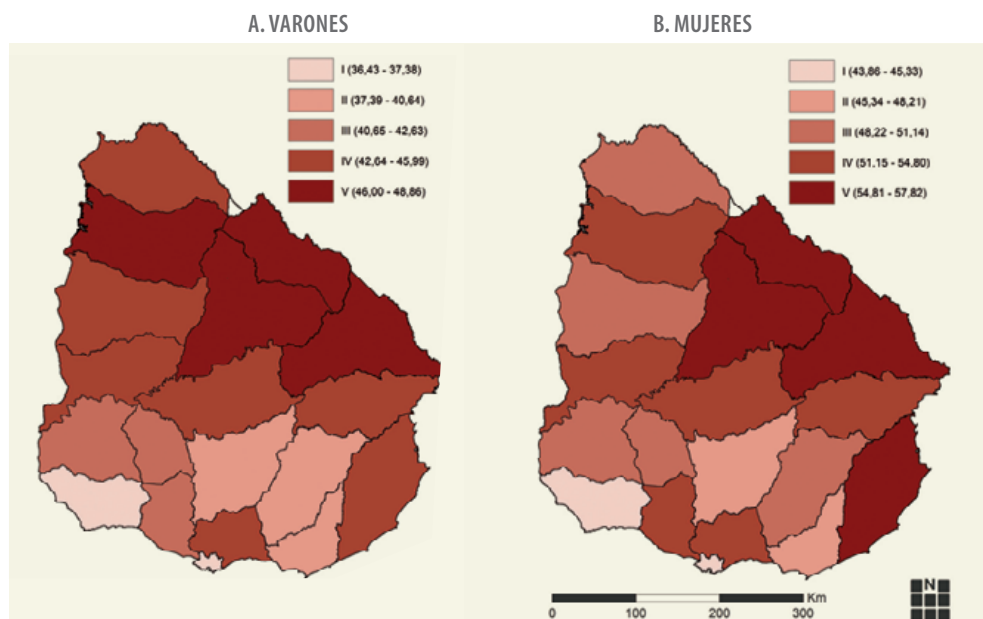 A. VARONES
I (36,43 - 37,38)
II (37,39 - 40,64)
III (40,65 - 42,63)
IV (42,64 - 45,99)
V (46,00 - 48,86)
B. MUJERES
I (43,86 - 45,33)
II (45,34 - 48,21)
III (48,22 - 51,14)
IV (51,15 - 54,80)
V (54,81 - 57,82)
Km
0 100 200 300
N